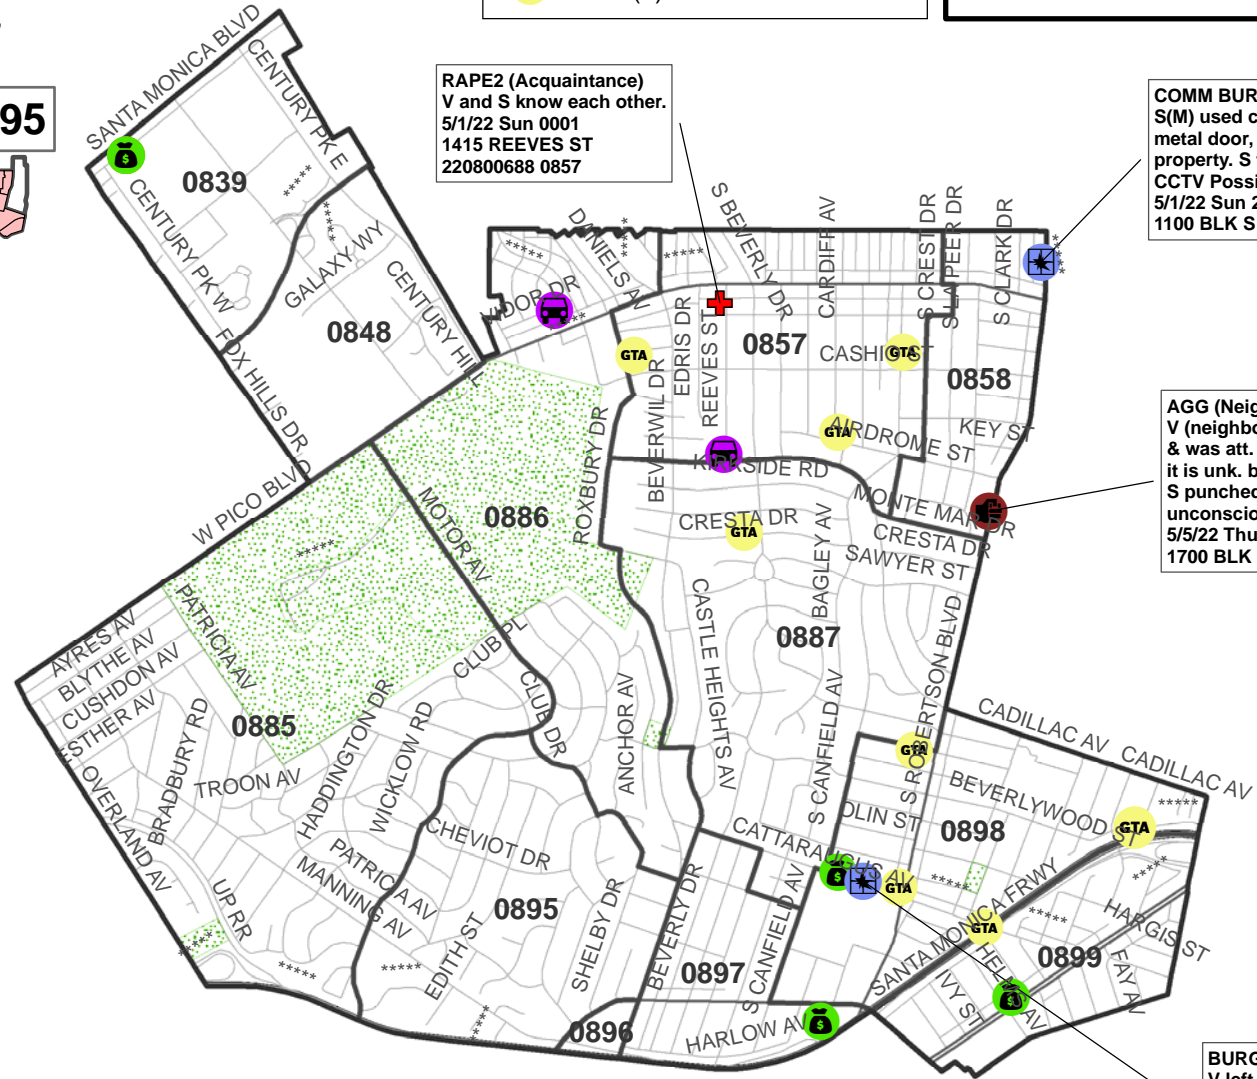 95
RAPE2 (Acquaintance)
V and S know each other.
5/1/22 Sun 0001
1415 REEVES ST
220800688 0857
COMM BUR
S(M) used c
metal door,
property. S
CCTV Possi
5/1/22 Sun 2
1100 BLK S
AGG (Neig
V (neighbo
& was att.
it is unk. b
S punched
unconscio
5/5/22 Thu
1700 BLK
BURG
V left
SANTA MONICA BLVD
CENTURY PK E
0839
CENTURY PK W
GALAXY WY
CENTURY HILL
0848
FOX HILLS DR
W PICO BLVD
DANIELS AV
VIDOR DR
S BEVERLY DR
CARDIFF AV
S CREST DR
S LAPEER DR
S CLARK DR
EDRIS DR
REEVES ST
0857
CASHIO ST
0858
GTA
GTA
BEVERWIL DR
AIRDROME ST
GTA
KEY ST
KIRKSIDE RD
ROXBURY DR
MONTE MAR DR
CRESTA DR
CRESTA DR
GTA
SAWYER ST
MOTOR AV
0886
BAGLEY AV
CASTLE HEIGHTS AV
0887
S ROBERTSON BLVD
AYRES AV
BLYTHE AV
CUSHDON AV
ESTHER AV
PATRICIA AV
0885
CLUB PL
CLUB DR
ANCHOR AV
S CANFIELD AV
CADILLAC AV
CADILLAC AV
GTA
BRADBURY RD
TROON AV
HADDINGTON DR
WICKLOW RD
OVERLAND AV
CHEVIOT DR
PATRICIA AV
MANNING AV
BEVERLYWOOD ST
GTA
OLIN ST
0898
CATTARAUGUS AV
GTA
UP RR
0895
EDITH ST
SHELBY DR
BEVERLY DR
S CANFIELD AV
0897
SANTA MONICA FRWY
GTA
HARGIS ST
0899
HELMS AV
IVY ST
FAY AV
0896
HARLOW AV